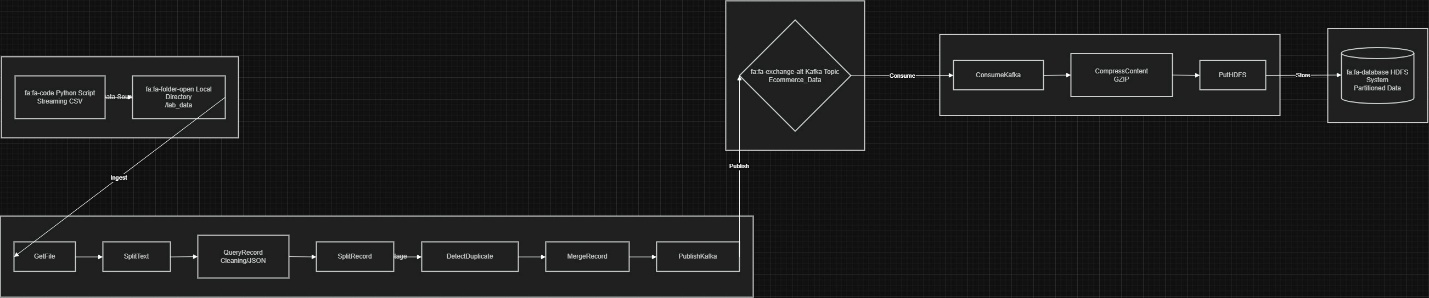 fa:fa-code Python Script
Streaming CSV
fa:fa-folder-open Local
Directory
/lab_data
Ingest
GetFile
SplitText
QueryRecord
Cleaning/JSON
SplitRecord
DetectDuplicate
MergeRecord
PublishKafka
Publish
fa:fa-exchange-alt Kafka Topic
Ecommerce_Data
Consume
ConsumeKafka
CompressContent
GZIP
PutHDFS
Store
fa:fa-database HDFS
System
Partitioned Data